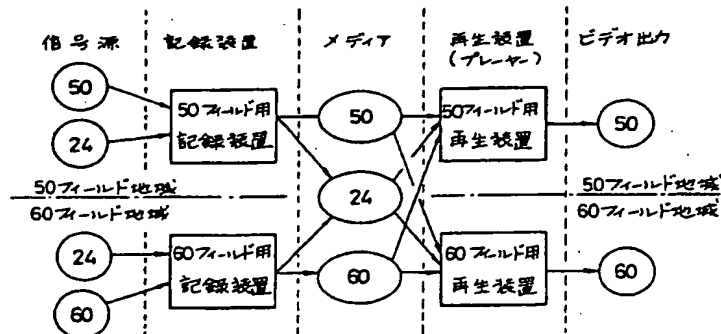 信号源
記録装置
メディア
再生装置
(プレーヤー)
ビデオ出力
50
24
50フィールド用
記録装置
50
50フィールド用
再生装置
50
24
50フィールド地域
60フィールド地域
50フィールド地域
60フィールド地域
24
60
60フィールド用
記録装置
60
60フィールド用
再生装置
60